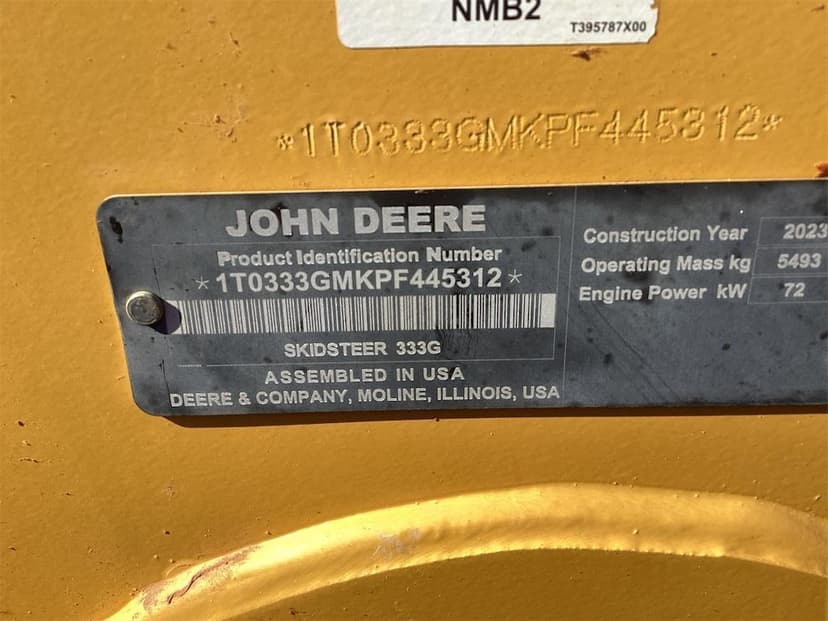 NMB2
T395787X00
*1T0333GMKPF445312*
JOHN DEERE
Product Identification Number
*1T0333GMKPF445312*
SKIDSTEER 333G
ASSEMBLED IN USA
DEERE & COMPANY, MOLINE, ILLINOIS, USA
Construction Year 2023
Operating Mass kg 5493
Engine Power kW 72